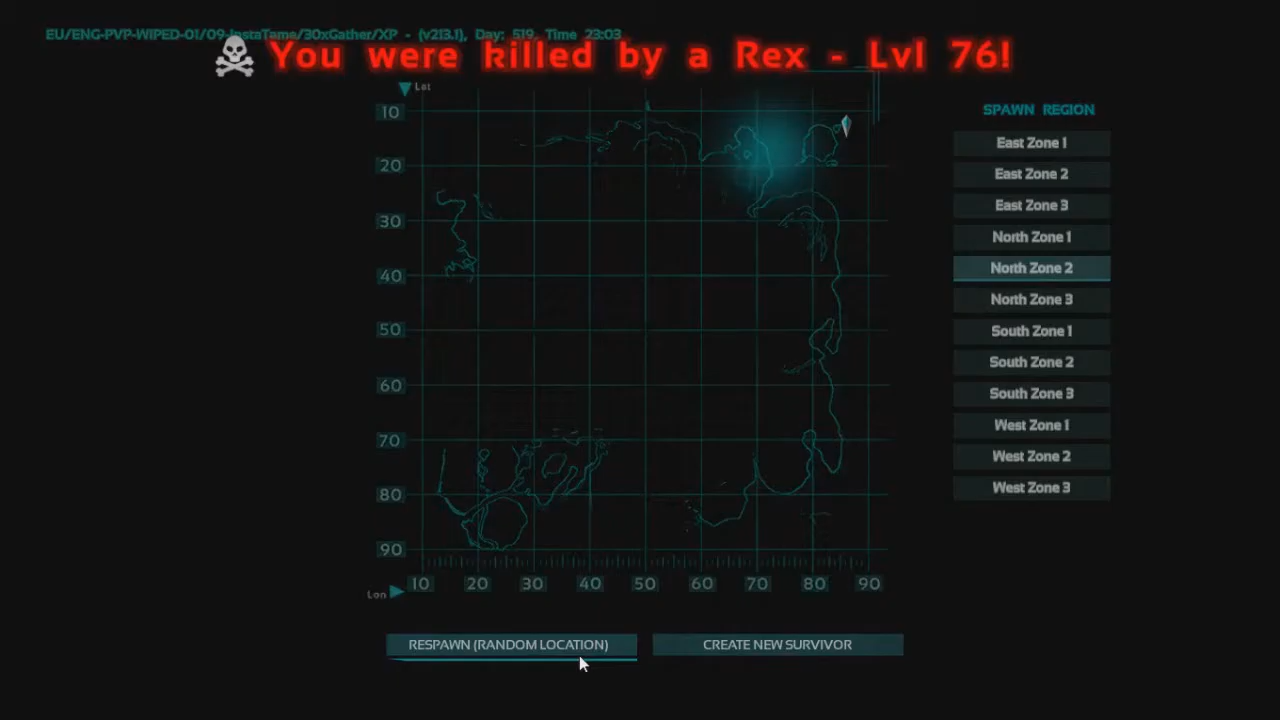 EU/ENG-PVP-WIPED-01/09-InstaTame/30xGather/XP - (v213.1), Day: 519, Time 23:03
You were killed by a Rex - Lvl 76!
Lat
10
20
30
40
50
60
70
80
90
Lon
10 20 30 40 50 60 70 80 90
SPAWN REGION
East Zone 1
East Zone 2
East Zone 3
North Zone 1
North Zone 2
North Zone 3
South Zone 1
South Zone 2
South Zone 3
West Zone 1
West Zone 2
West Zone 3
RESPAWN (RANDOM LOCATION)
CREATE NEW SURVIVOR